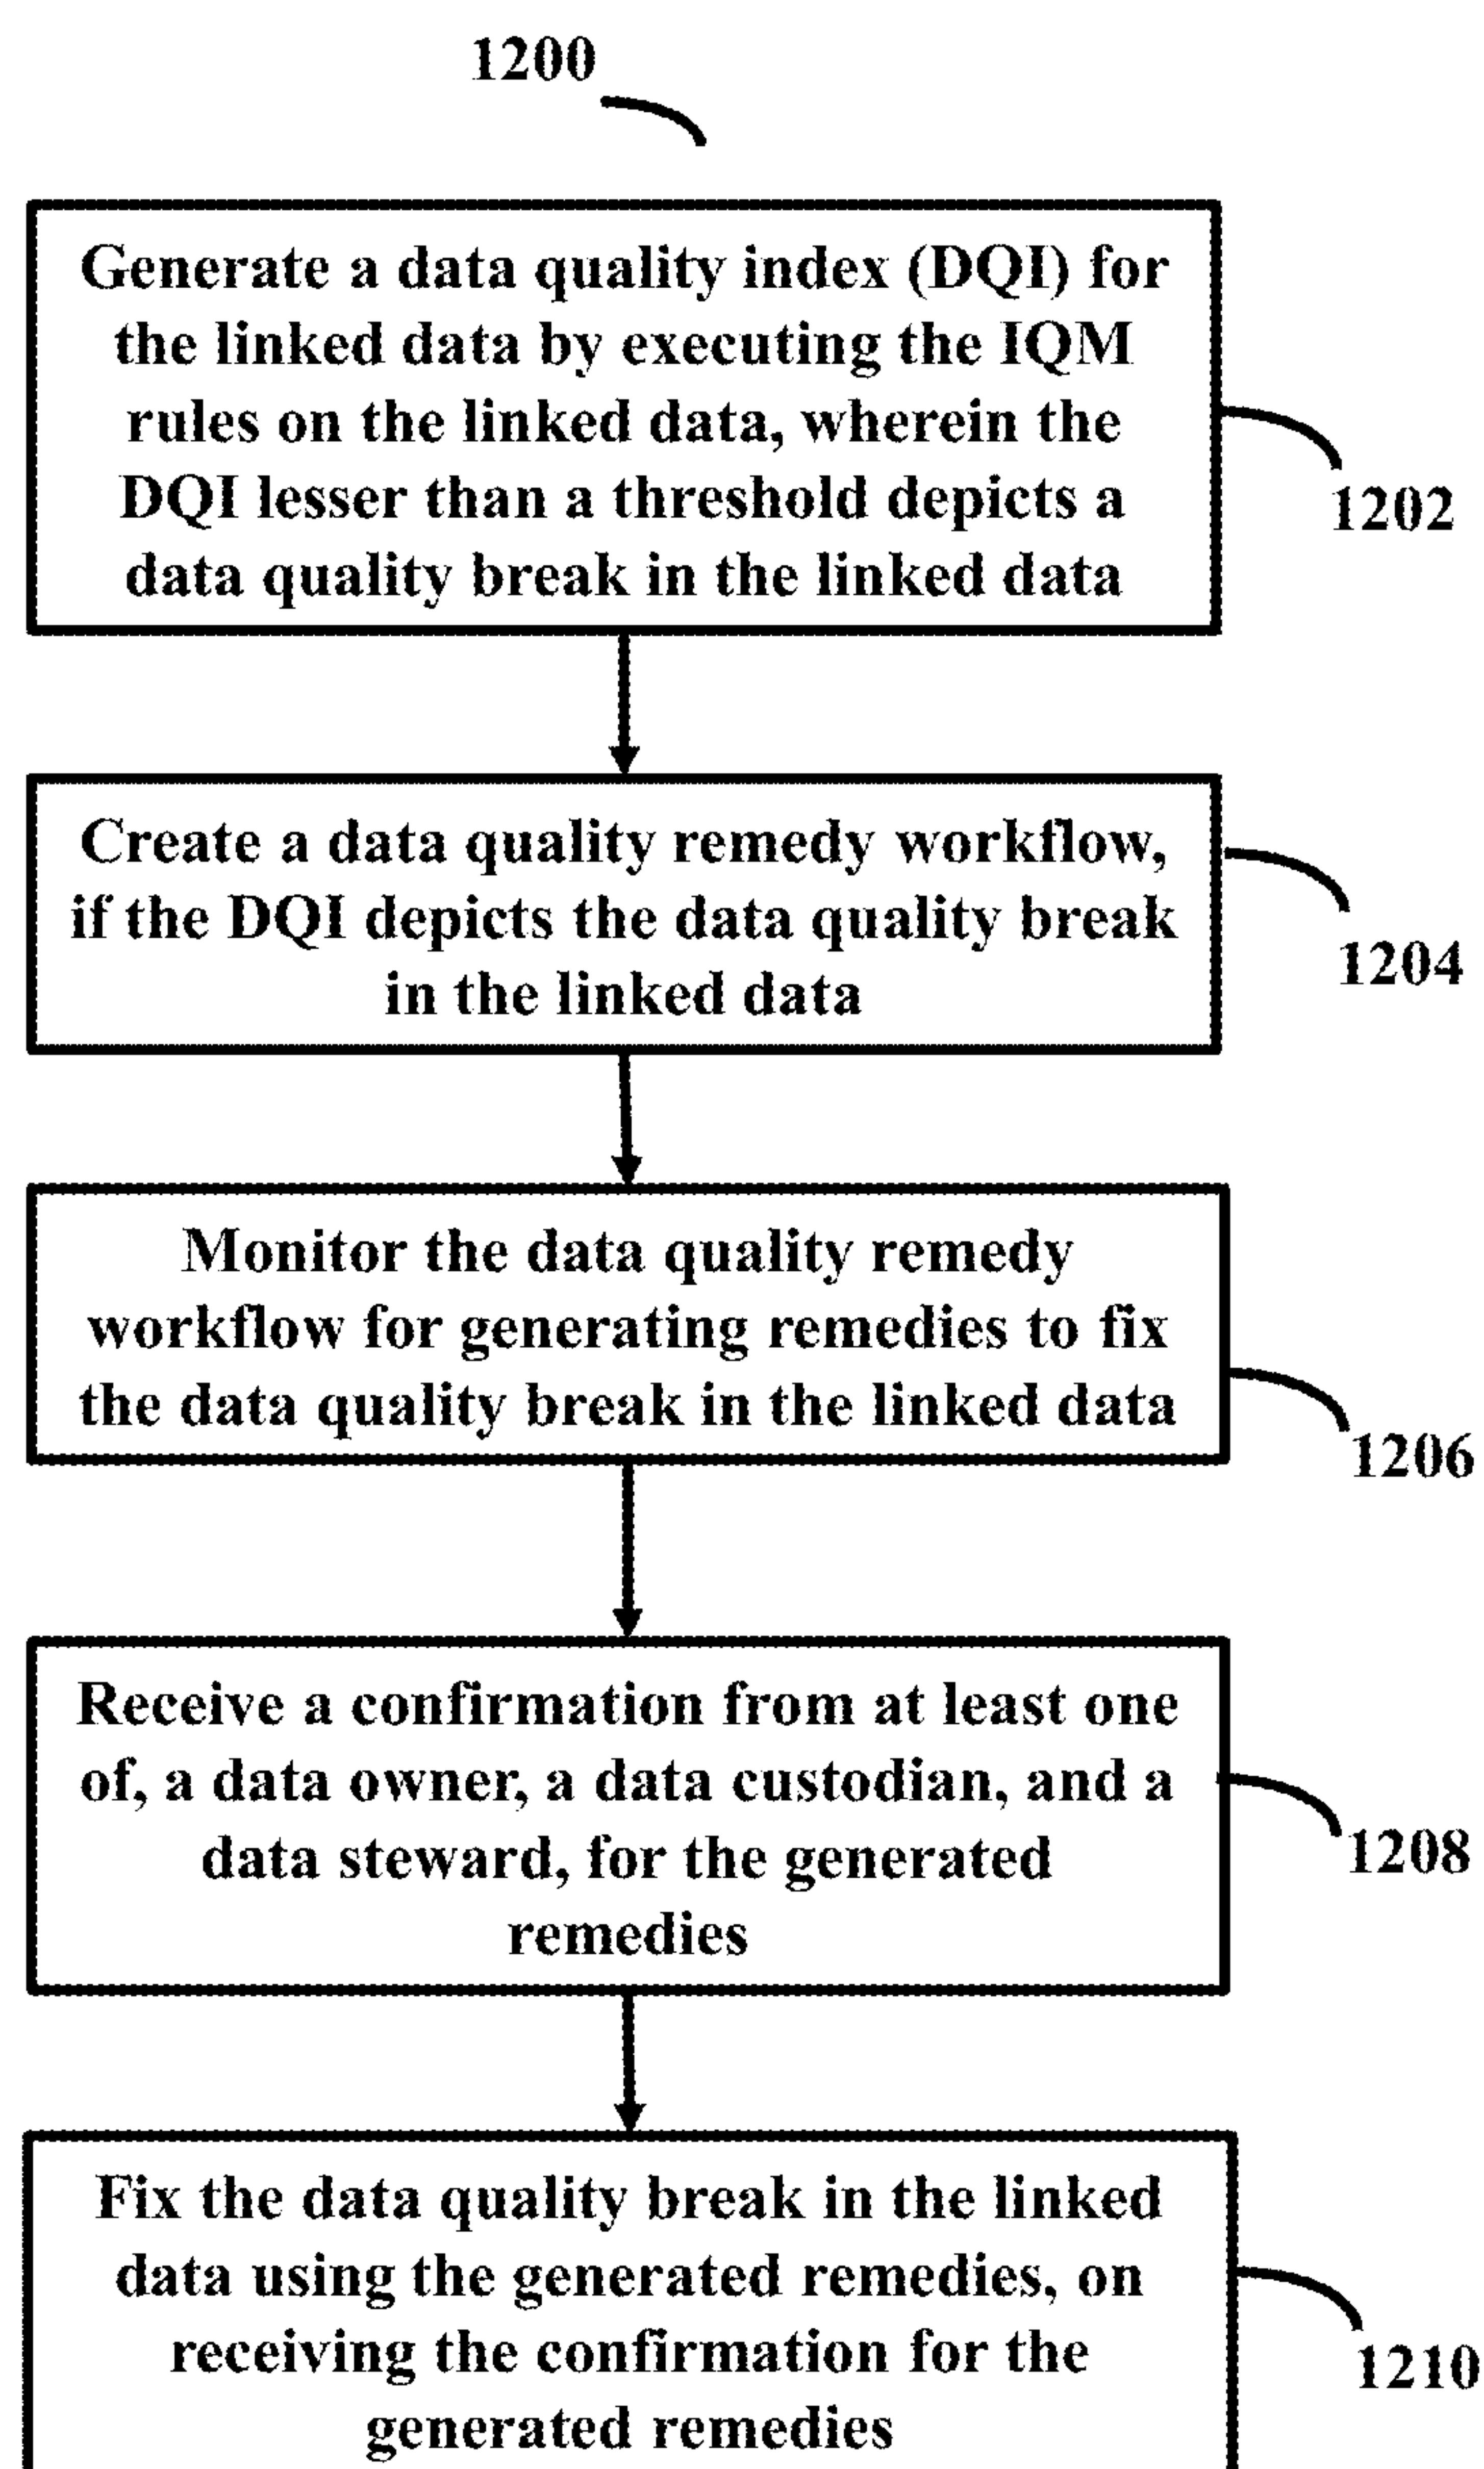 1200
Generate a data quality index (DQI) for
the linked data by executing the IQM
rules on the linked data, wherein the
DQI lesser than a threshold depicts a
data quality break in the linked data
1202
Create a data quality remedy workflow,
if the DQI depicts the data quality break
in the linked data
1204
Monitor the data quality remedy
workflow for generating remedies to fix
the data quality break in the linked data
1206
Receive a confirmation from at least one
of, a data owner, a data custodian, and a
data steward, for the generated
remedies
1208
Fix the data quality break in the linked
data using the generated remedies, on
receiving the confirmation for the
generated remedies
1210